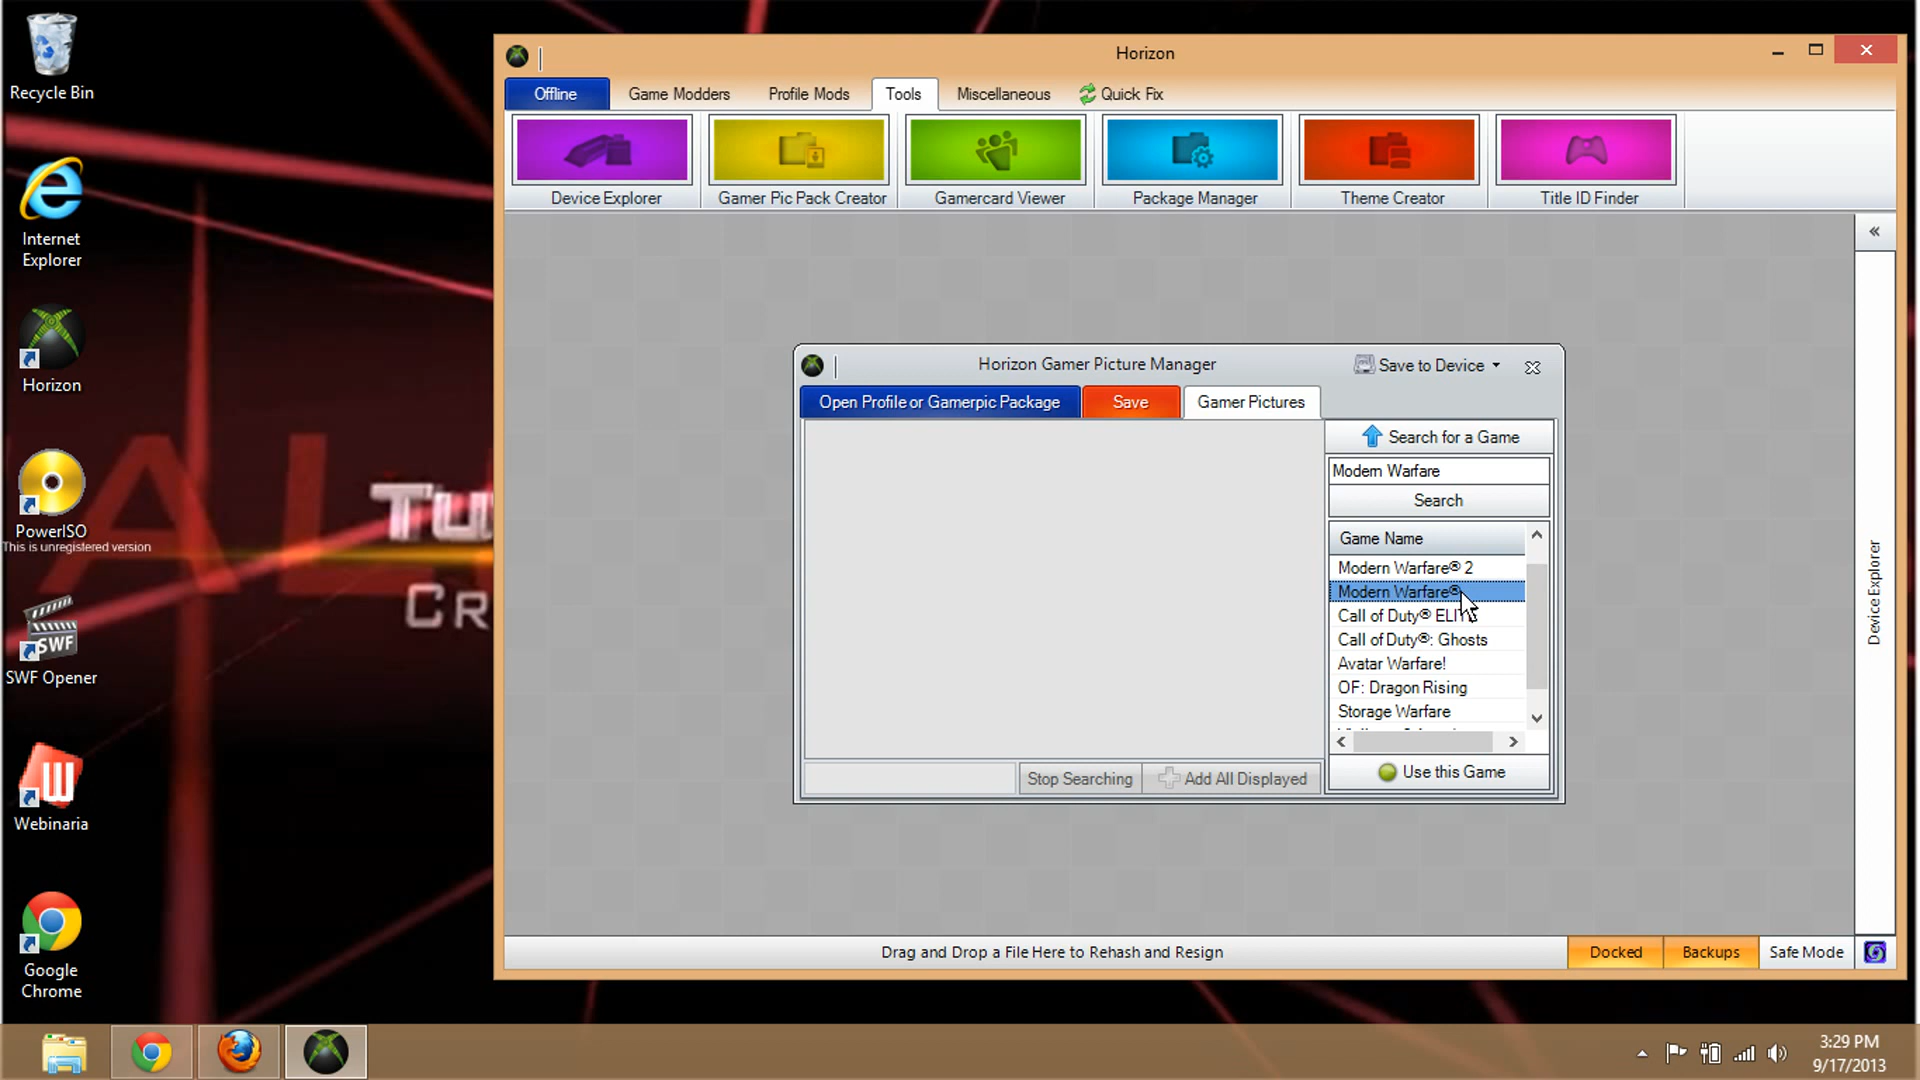 Recycle Bin
Internet
Explorer
Horizon
PowerISO
This is unregistered version
SWF
SWF Opener
Webinaria
Google
Chrome
Tu
CR
Horizon
Offline
Game Modders
Profile Mods
Tools
Miscellaneous
Quick Fix
Device Explorer
Gamer Pic Pack Creator
Gamercard Viewer
Package Manager
Theme Creator
Title ID Finder
«
Device Explorer
Horizon Gamer Picture Manager
Save to Device
Open Profile or Gamerpic Package
Save
Gamer Pictures
Search for a Game
Modern Warfare
Search
Game Name
Modern Warfare® 2
Modern Warfare®
Call of Duty® ELITE
Call of Duty®: Ghosts
Avatar Warfare!
OF: Dragon Rising
Storage Warfare
Stop Searching
Add All Displayed
Use this Game
Drag and Drop a File Here to Rehash and Resign
Docked
Backups
Safe Mode
3:29 PM
9/17/2013